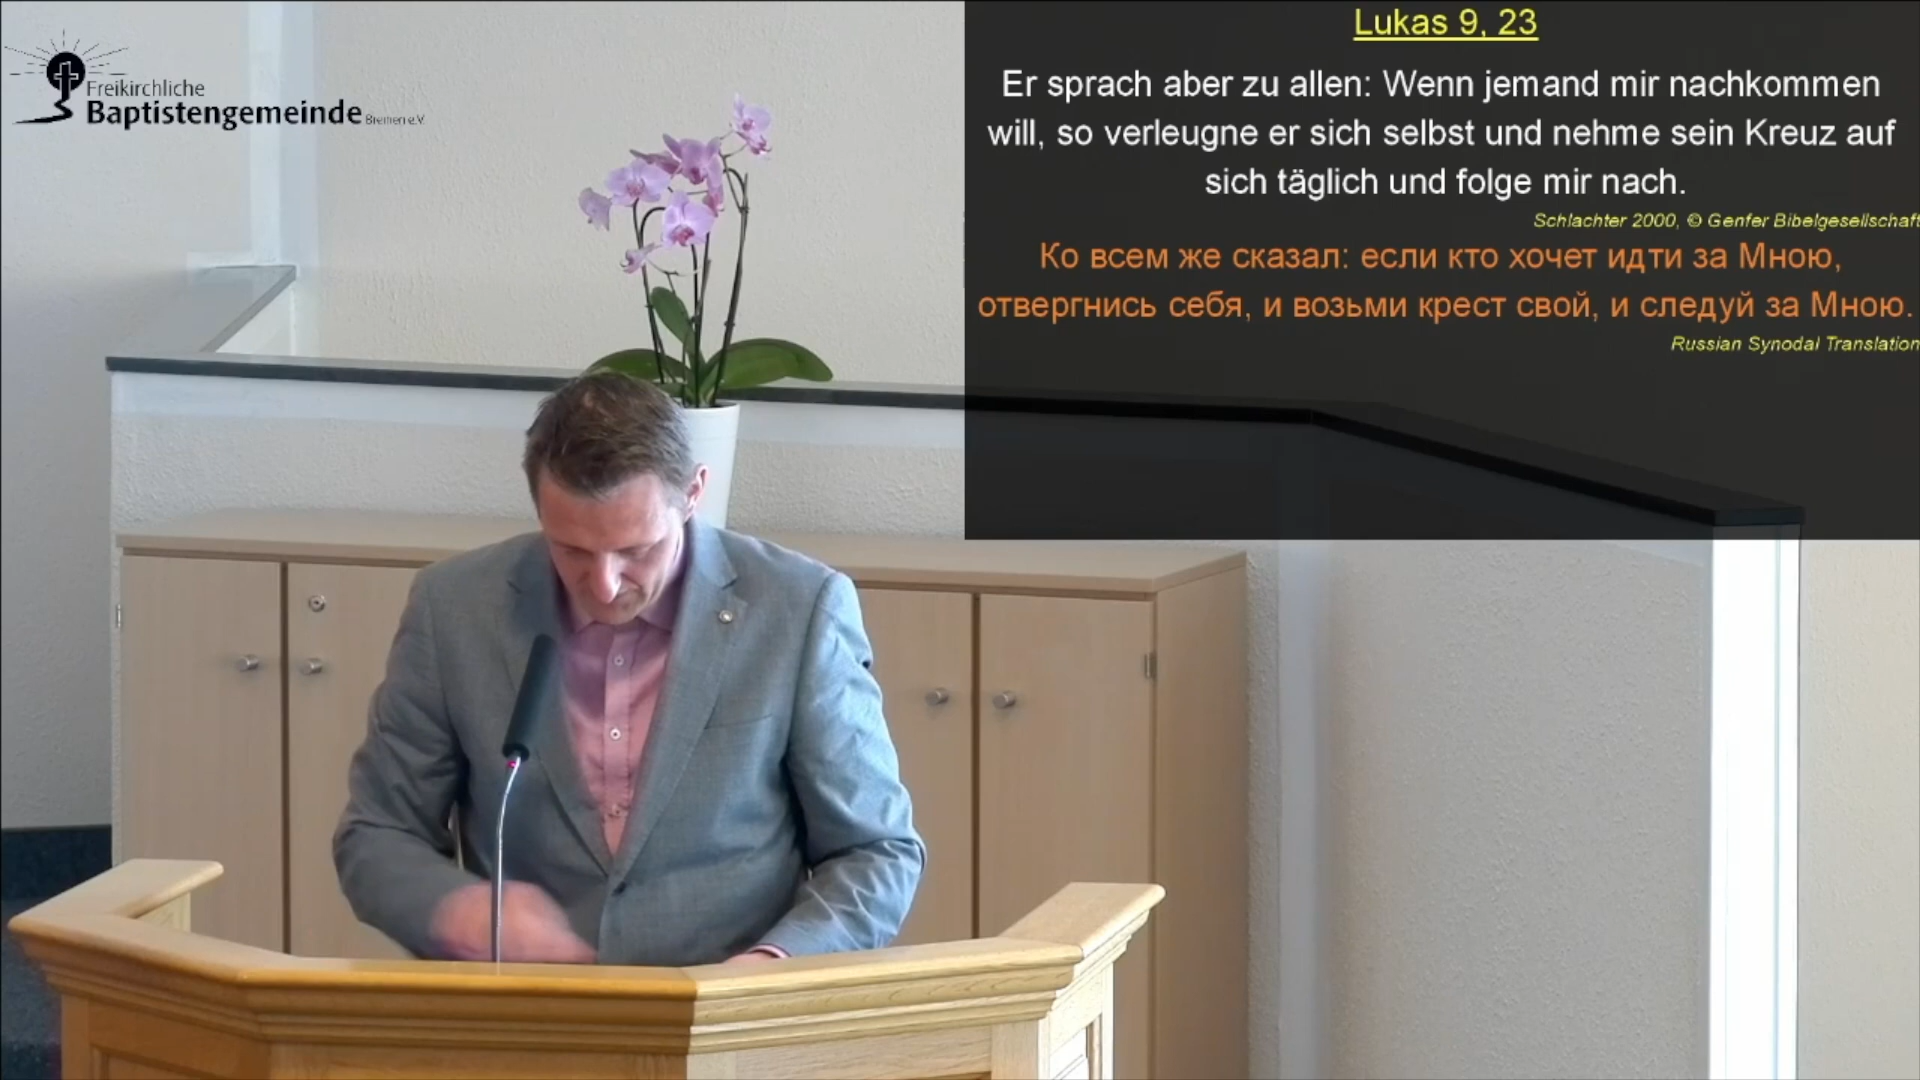 Freikirchliche
Baptistengemeinde Bremen e.V.
Lukas 9, 23
Er sprach aber zu allen: Wenn jemand mir nachkommen
will, so verleugne er sich selbst und nehme sein Kreuz auf
sich täglich und folge mir nach.
Schlachter 2000, © Genfer Bibelgesellschaft
Ко всем же сказал: если кто хочет идти за Мною,
отвергнись себя, и возьми крест свой, и следуй за Мною.
Russian Synodal Translation